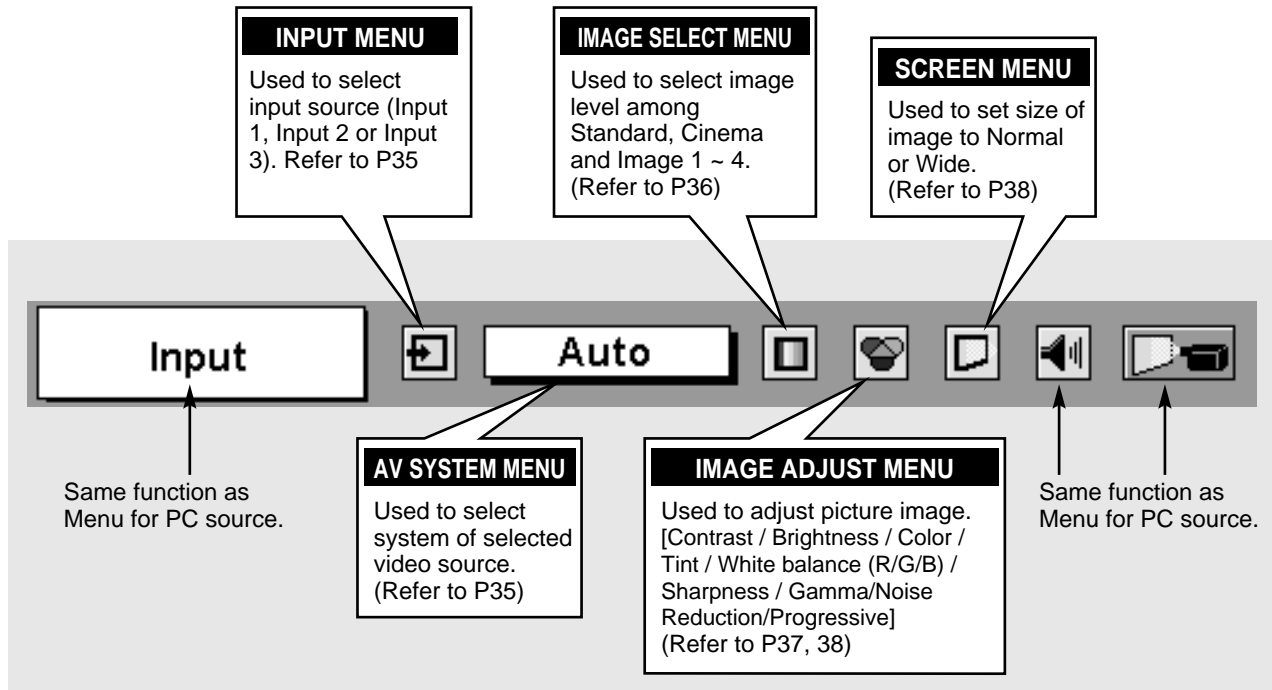 INPUT MENU
Used to select
input source (Input
1, Input 2 or Input
3). Refer to P35
IMAGE SELECT MENU
Used to select image
level among
Standard, Cinema
and Image 1 ~ 4.
(Refer to P36)
SCREEN MENU
Used to set size of
image to Normal
or Wide.
(Refer to P38)
Input
Auto
Same function as
Menu for PC source.
AV SYSTEM MENU
Used to select
system of selected
video source.
(Refer to P35)
IMAGE ADJUST MENU
Used to adjust picture image.
[Contrast / Brightness / Color /
Tint / White balance (R/G/B) /
Sharpness / Gamma/Noise
Reduction/Progressive]
(Refer to P37, 38)
Same function as
Menu for PC source.